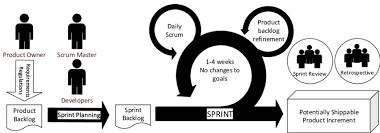 Product Owner
Scrum Master
Requirements
Regulations
Developers
Product
Backlog
Sprint Planning
Sprint
Backlog
Daily
Scrum
1-4 weeks
No changes to
goals
Product
backlog
refinement
SPRINT
Sprint Review
Retrospective
Potentially Shippable
Product Increment